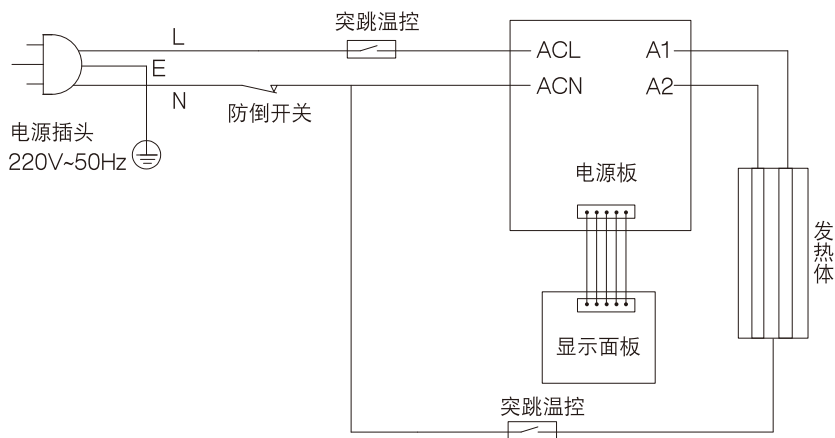 突跳温控
L
ACL
A1
E
ACN
A2
N
防倒开关
电源插头
220V~50Hz
电源板
发热体
显示面板
突跳温控